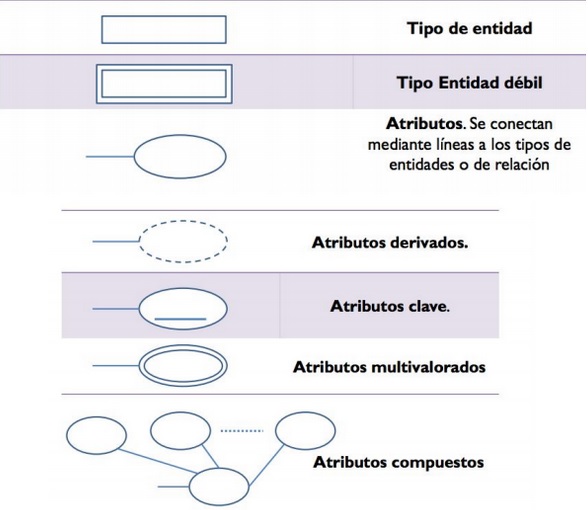 Tipo de entidad
Tipo Entidad débil
Atributos. Se conectan
mediante líneas a los tipos de
entidades o de relación
Atributos derivados.
Atributos clave.
Atributos multivalorados
Atributos compuestos